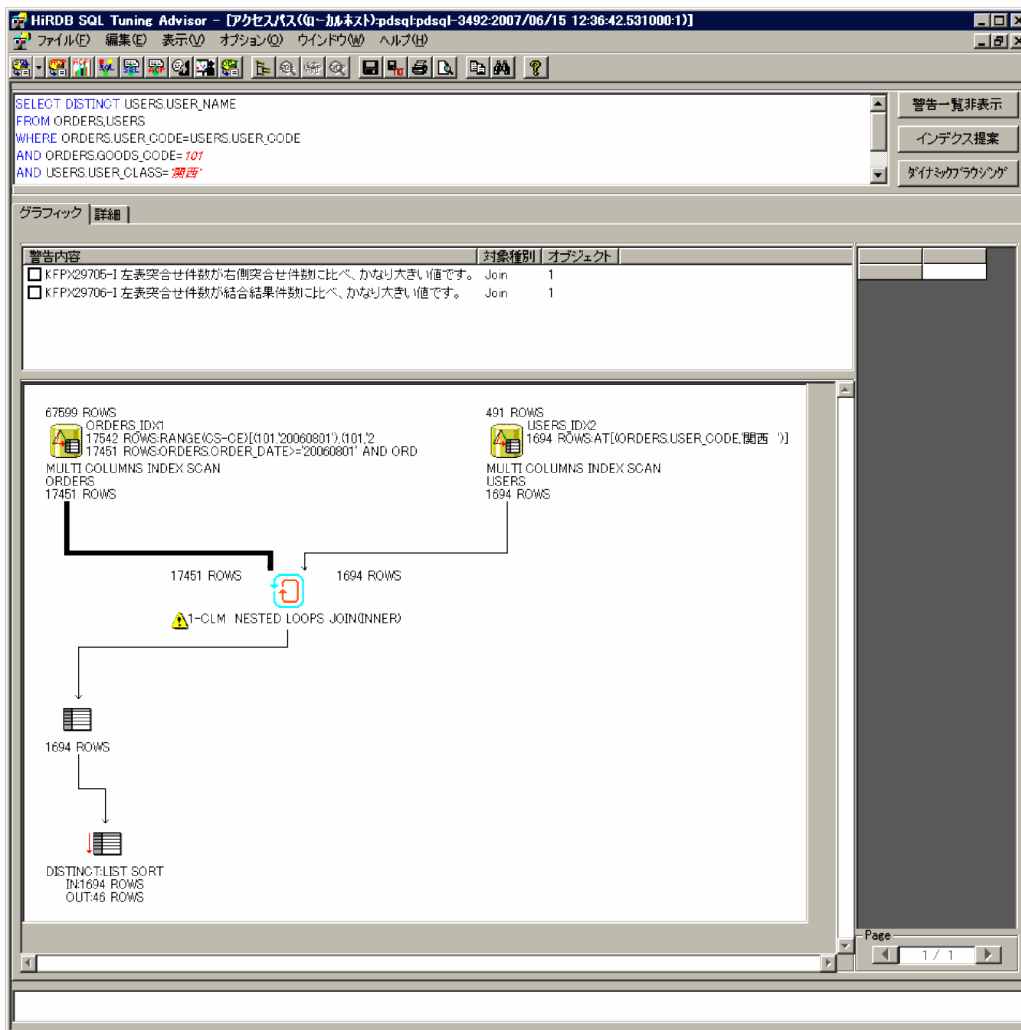 HiRDB SQL Tuning Advisor - [アクセスパス((ローカルホスト):pdsql:pdsql-3492:2007/06/15 12:36:42.531000:1)]
ファイル(F) 編集(E) 表示(V) オプション(O) ウインドウ(W) ヘルプ(H)
SELECT DISTINCT USERS.USER_NAME
FROM ORDERS,USERS
WHERE ORDERS.USER_CODE=USERS.USER_CODE
AND ORDERS.GOODS_CODE=101
AND USERS.USER_CLASS='関西'
警告一覧非表示
インデクス提案
ダイナミックブラウジング
グラフィック 詳細
警告内容 対象種別 オブジェクト
KFPX29705-I 左表突合せ件数が右側突合せ件数に比べ、かなり大きい値です。 Join 1
KFPX29706-I 左表突合せ件数が結合結果件数に比べ、かなり大きい値です。 Join 1
67599 ROWS
ORDERS_IDX1
17542 ROWS:RANGE(CS-CE)[(101,'20060801'),(101,'2
17451 ROWS:ORDERS.ORDER_DATE>='20060801' AND ORD
MULTI COLUMNS INDEX SCAN
ORDERS
17451 ROWS
491 ROWS
USERS_IDX2
1694 ROWS:AT[(ORDERS.USER_CODE,'関西 ')]
MULTI COLUMNS INDEX SCAN
USERS
1694 ROWS
17451 ROWS 1694 ROWS
1-CLM NESTED LOOPS JOIN(INNER)
1694 ROWS
DISTINCT:LIST SORT
IN:1694 ROWS
OUT:46 ROWS
Page
1 / 1